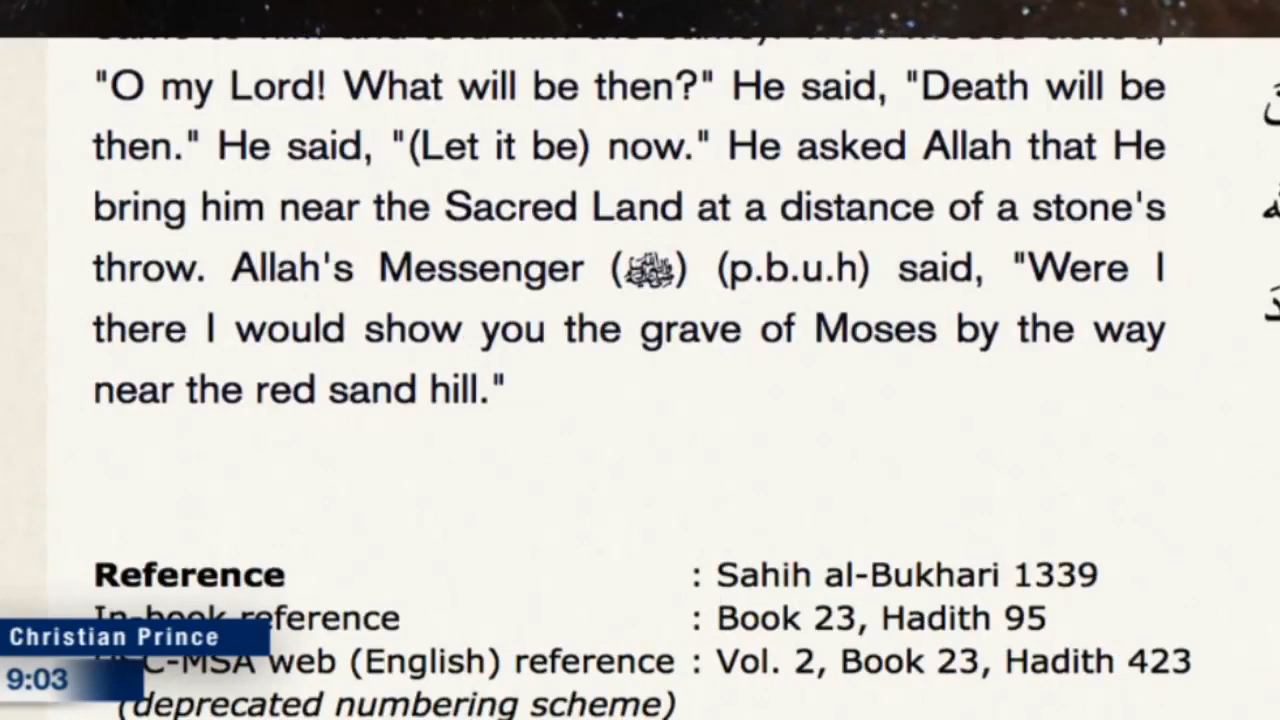 "O my Lord! What will be then?" He said, "Death will be
then." He said, "(Let it be) now." He asked Allah that He
bring him near the Sacred Land at a distance of a stone's
throw. Allah's Messenger (ﷺ) (p.b.u.h) said, "Were I
there I would show you the grave of Moses by the way
near the red sand hill."
Reference : Sahih al-Bukhari 1339
In-book reference : Book 23, Hadith 95
USC-MSA web (English) reference : Vol. 2, Book 23, Hadith 423
(deprecated numbering scheme)
Christian Prince
9:03